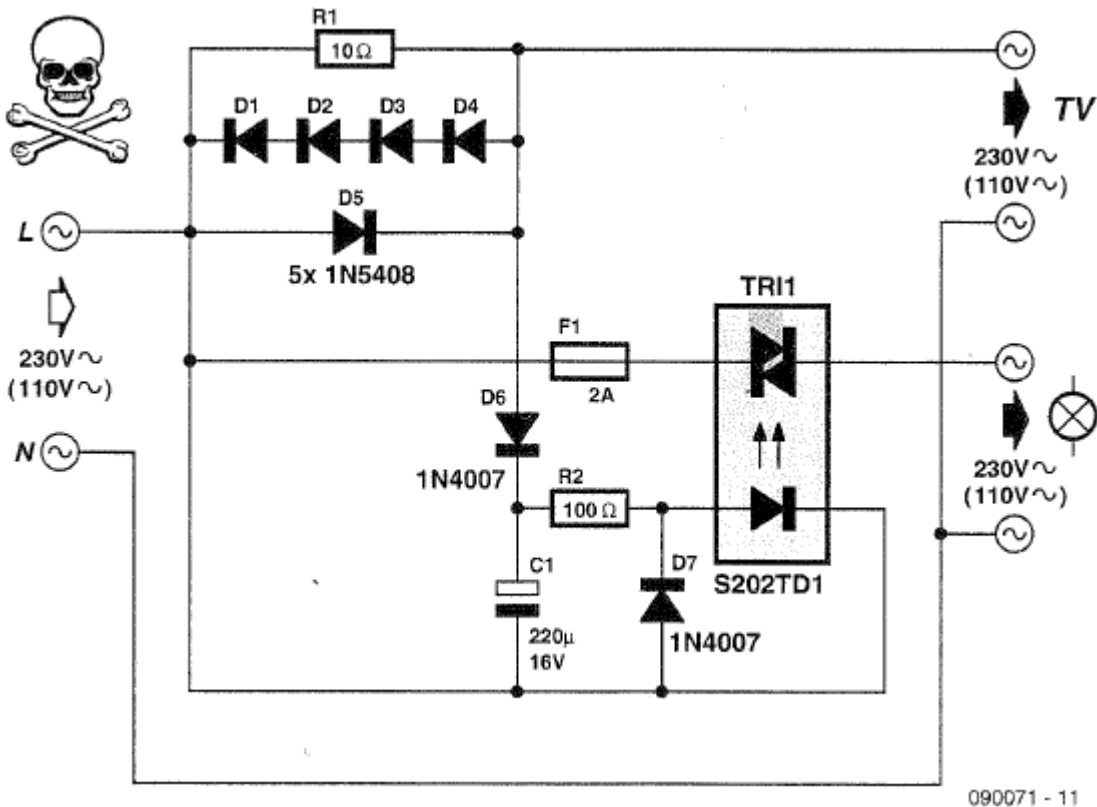 R1
10Ω
D1 D2 D3 D4
TV
230V~
(110V~)
D5
L
5x 1N5408
TRI1
230V~
(110V~)
F1
2A
D6
N
1N4007
R2
100 Ω
230V~
(110V~)
C1
D7
S202TD1
220µ
16V
1N4007
090071 - 11